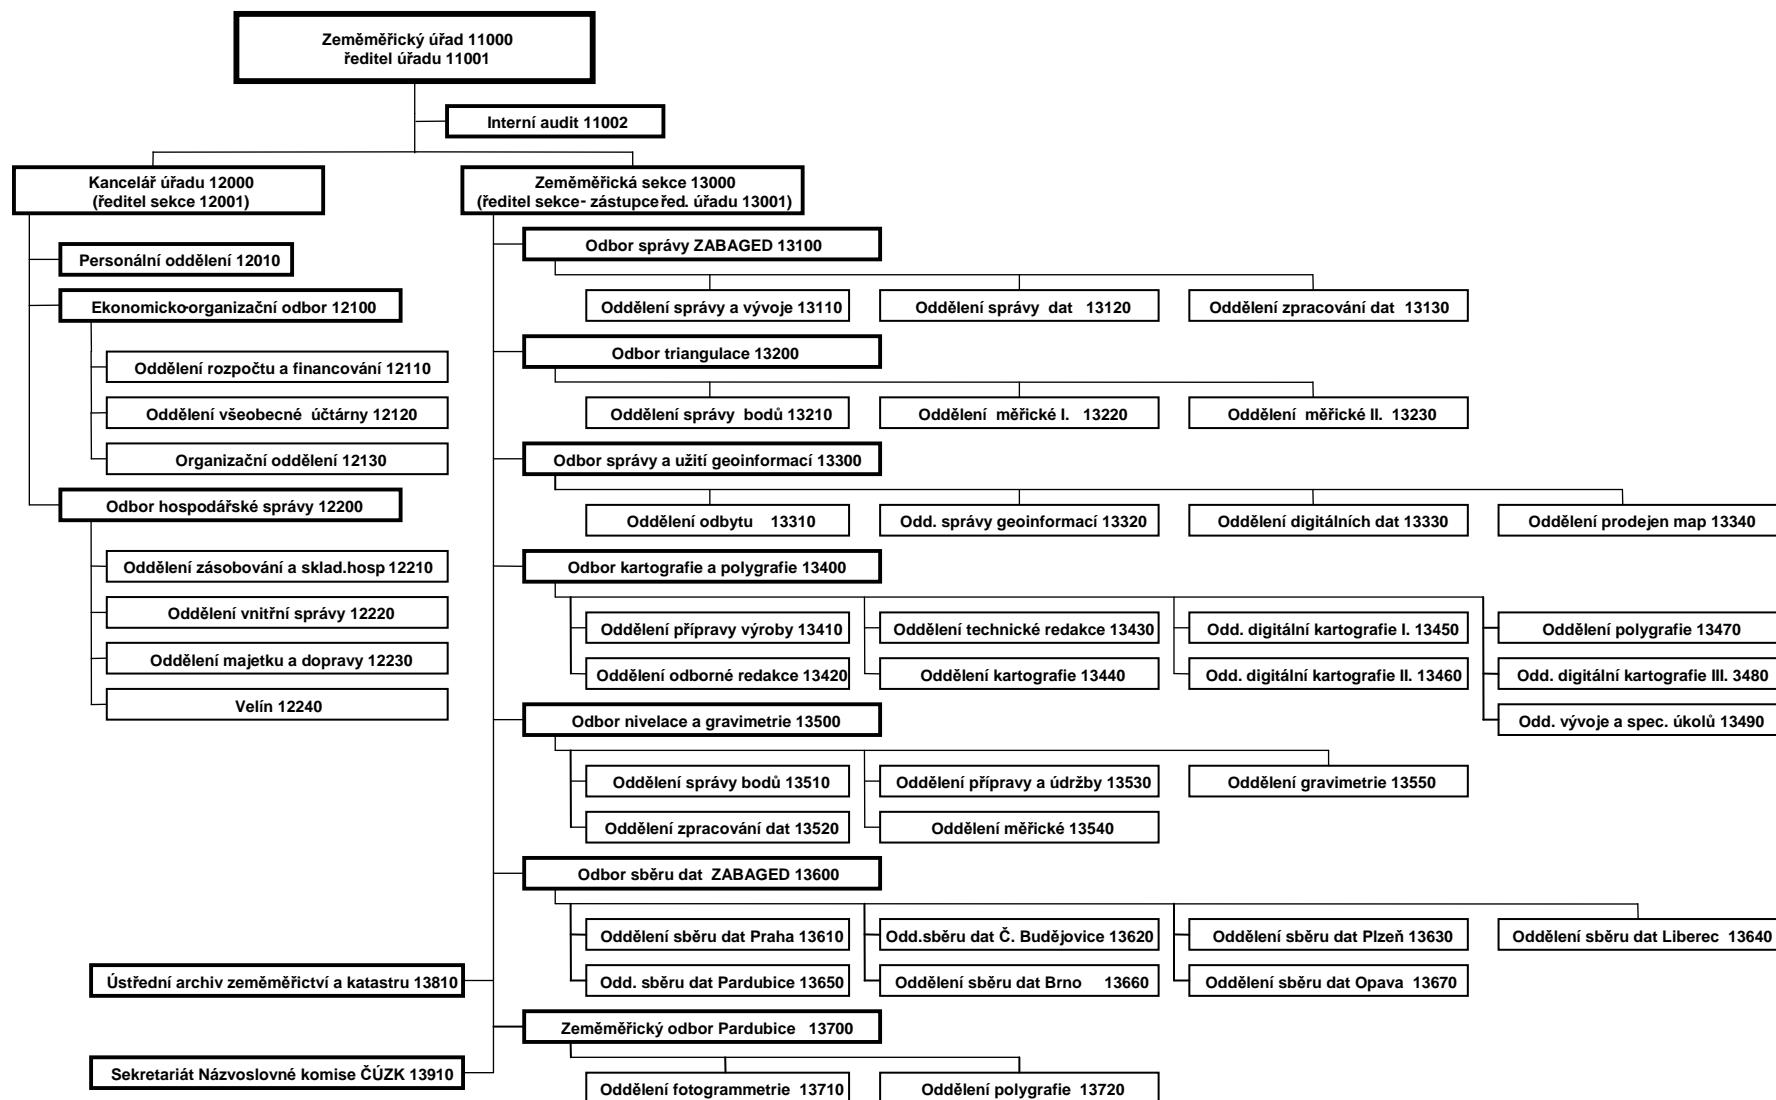 Zeměměřický úřad 11000
ředitel úřadu 11001
Interní audit 11002
Kancelář úřadu 12000
(ředitel sekce 12001)
Zeměměřická sekce 13000
(ředitel sekce- zástupceřed. úřadu 13001)
Personální oddělení 12010
Ekonomicko-organizační odbor 12100
Oddělení rozpočtu a financování 12110
Oddělení všeobecné účtárny 12120
Organizační oddělení 12130
Odbor hospodářské správy 12200
Oddělení zásobování a sklad.hosp 12210
Oddělení vnitřní správy 12220
Oddělení majetku a dopravy 12230
Velín 12240
Odbor správy ZABAGED 13100
Oddělení správy a vývoje 13110
Oddělení správy dat 13120
Oddělení zpracování dat 13130
Odbor triangulace 13200
Oddělení správy bodů 13210
Oddělení měřické I. 13220
Oddělení měřické II. 13230
Odbor správy a užití geoinformací 13300
Oddělení odbytu 13310
Odd. správy geoinformací 13320
Oddělení digitálních dat 13330
Oddělení prodejen map 13340
Odbor kartografie a polygrafie 13400
Oddělení přípravy výroby 13410
Oddělení technické redakce 13430
Odd. digitální kartografie I. 13450
Oddělení polygrafie 13470
Oddělení odborné redakce 13420
Oddělení kartografie 13440
Odd. digitální kartografie II. 13460
Odd. digitální kartografie III. 3480
Odd. vývoje a spec. úkolů 13490
Odbor nivelace a gravimetrie 13500
Oddělení správy bodů 13510
Oddělení přípravy a údržby 13530
Oddělení gravimetrie 13550
Oddělení zpracování dat 13520
Oddělení měřické 13540
Odbor sběru dat ZABAGED 13600
Oddělení sběru dat Praha 13610
Odd.sběru dat Č. Budějovice 13620
Oddělení sběru dat Plzeň 13630
Oddělení sběru dat Liberec 13640
Odd. sběru dat Pardubice 13650
Oddělení sběru dat Brno 13660
Oddělení sběru dat Opava 13670
Ústřední archiv zeměměřictví a katastru 13810
Zeměměřický odbor Pardubice 13700
Sekretariát Názvoslovné komise ČÚZK 13910
Oddělení fotogrammetrie 13710
Oddělení polygrafie 13720